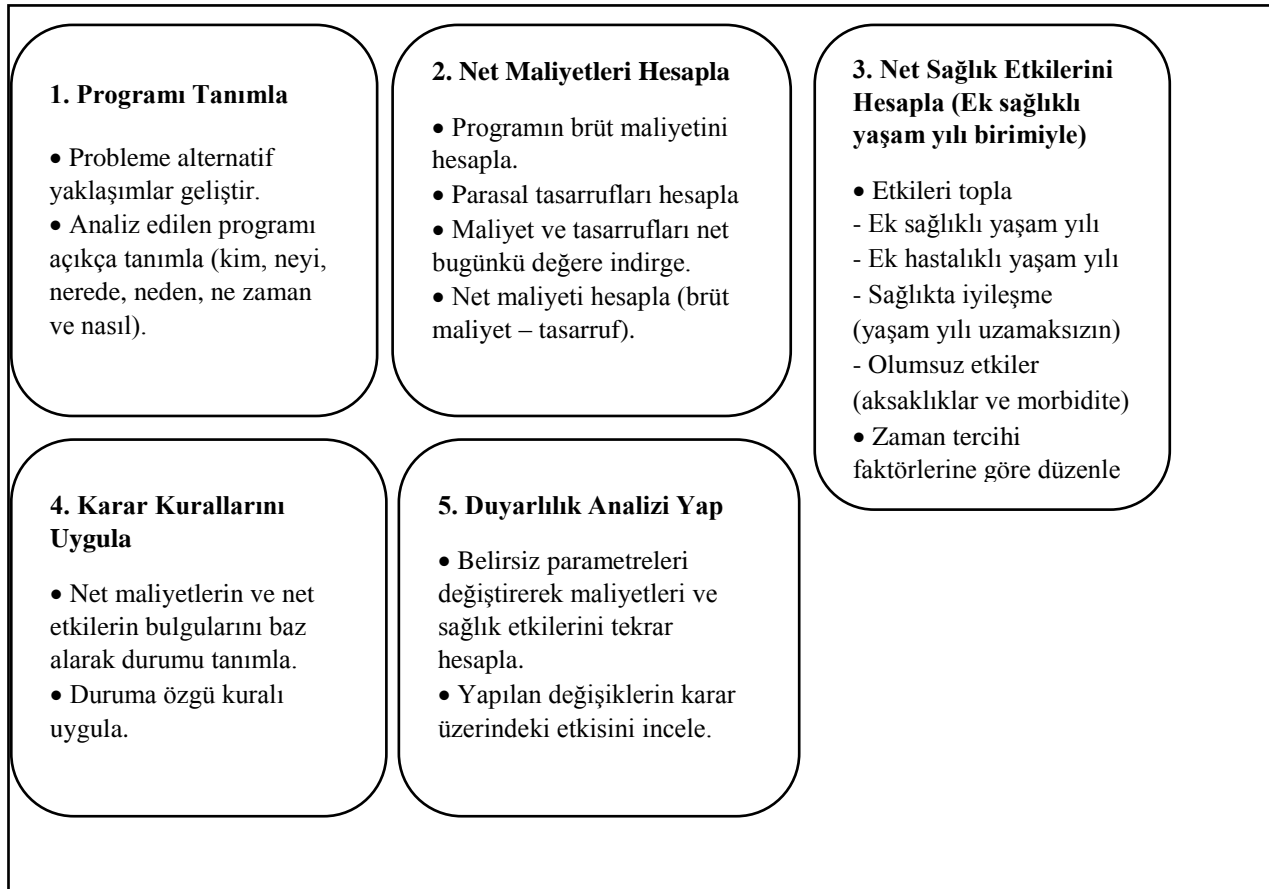 1. Programı Tanımla
• Probleme alternatif
yaklaşımlar geliştir.
• Analiz edilen programı
açıkça tanımla (kim, neyi,
nerede, neden, ne zaman
ve nasıl).
2. Net Maliyetleri Hesapla
• Programın brüt maliyetini
hesapla.
• Parasal tasarrufları hesapla
• Maliyet ve tasarrufları net
bugünkü değere indirge.
• Net maliyeti hesapla (brüt
maliyet – tasarruf).
3. Net Sağlık Etkilerini
Hesapla (Ek sağlıklı
yaşam yılı birimiyle)
• Etkileri topla
- Ek sağlıklı yaşam yılı
- Ek hastalıklı yaşam yılı
- Sağlıkta iyileşme
(yaşam yılı uzamaksızın)
- Olumsuz etkiler
(aksaklıklar ve morbidite)
• Zaman tercihi
faktörlerine göre düzenle
4. Karar Kurallarını
Uygula
• Net maliyetlerin ve net
etkilerin bulgularını baz
alarak durumu tanımla.
• Duruma özgü kuralı
uygula.
5. Duyarlılık Analizi Yap
• Belirsiz parametreleri
değiştirerek maliyetleri ve
sağlık etkilerini tekrar
hesapla.
• Yapılan değişiklerin karar
üzerindeki etkisini incele.